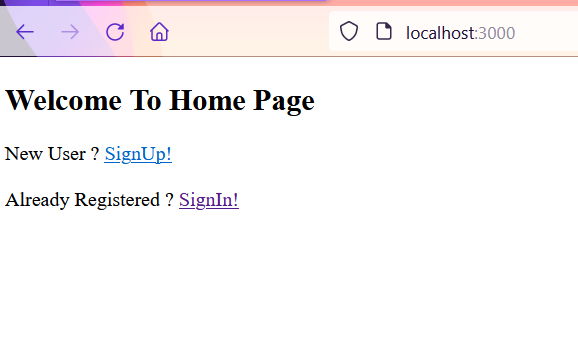 localhost:3000
Welcome To Home Page
New User ? SignUp!
Already Registered ? SignIn!